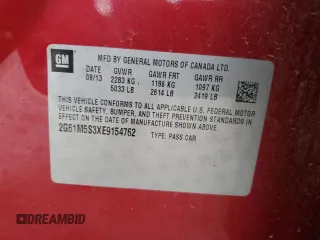 GM
MFD BY GENERAL MOTORS OF CANADA LTD.
DATE GVWR GAWR FRT GAWR RR
09/13 2283 KG 1186 KG 1097 KG
5033 LB 2614 LB 2419 LB
THIS VEHICLE CONFORMS TO ALL APPLICABLE U.S. FEDERAL MOTOR
VEHICLE SAFETY, BUMPER, AND THEFT PREVENTION STANDARDS
IN EFFECT ON THE DATE OF MANUFACTURE SHOWN ABOVE.
2G61M5S3XE9154762 TYPE: PASS CAR
DREAMBID